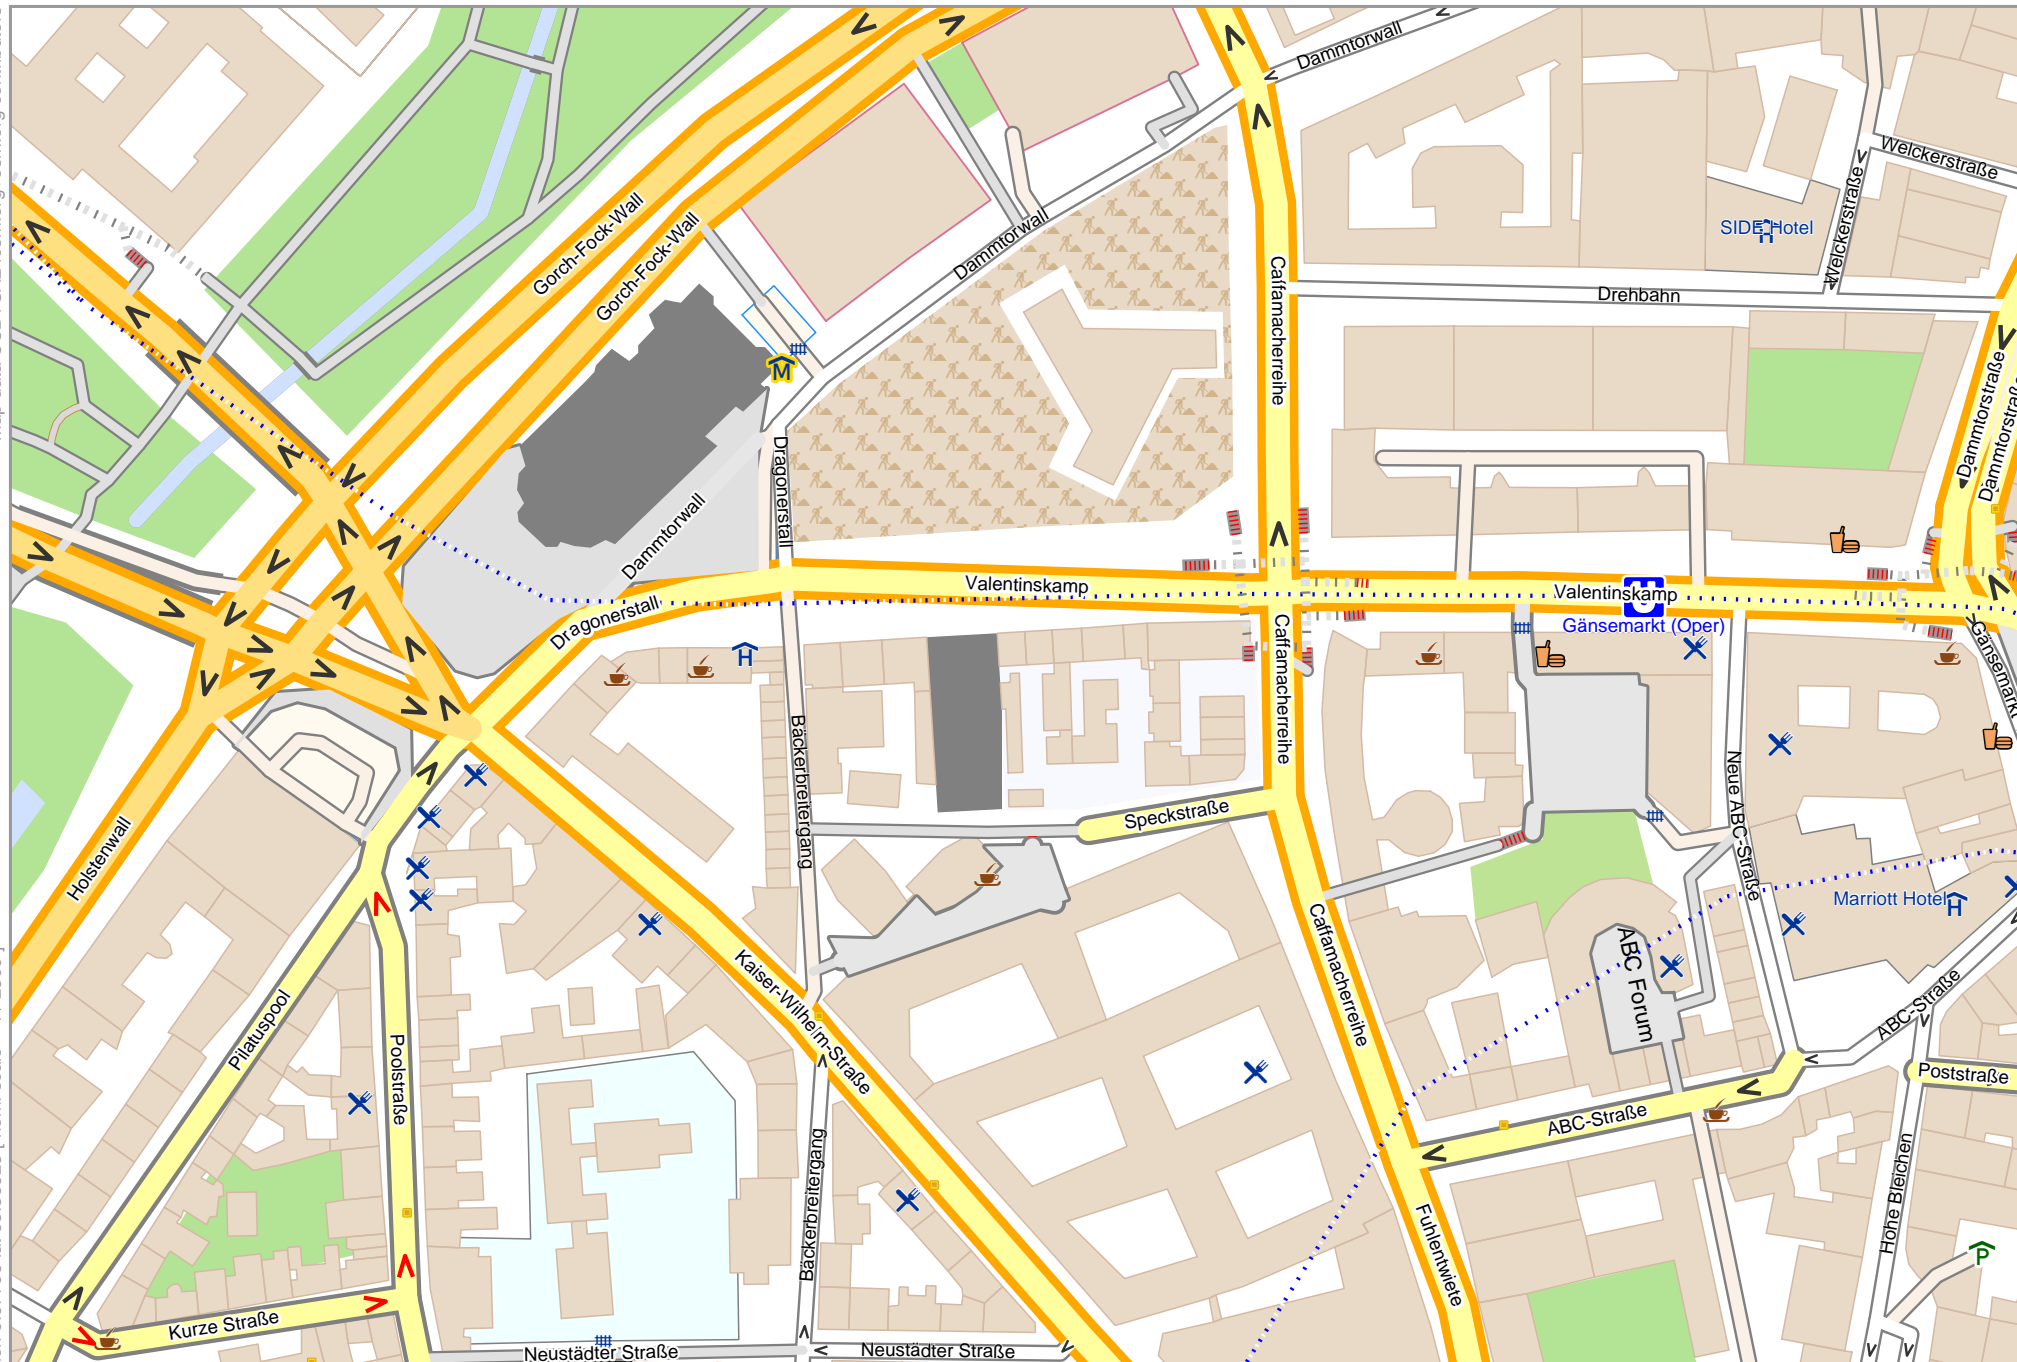 Dammtorwall
Welckerstraße
Welckerstraße
SIDE Hotel
Gorch-Fock-Wall
Gorch-Fock-Wall
Dammtorwall
Caffamacherreihe
Drehbahn
M
Dammtorstraße
Dammtorstraße
Dragonerstall
Dammtorwall
Valentinskamp
Valentinskamp
Gänsemarkt (Oper)
Dragonerstall
H
Caffamacherreihe
Gänsemarkt
Bäckerbreitergang
Neue ABC-Straße
Speckstraße
Holstenwall
Marriott Hotel
H
Caffamacherreihe
ABC Forum
Kaiser-Wilhelm-Straße
Pilatuspool
Poolstraße
ABC-Straße
Poststraße
ABC-Straße
Bäckerbreitergang
Hohe Bleichen
Fuhlentwiete
P
Kurze Straße
Neustädter Straße
Neustädter Straße